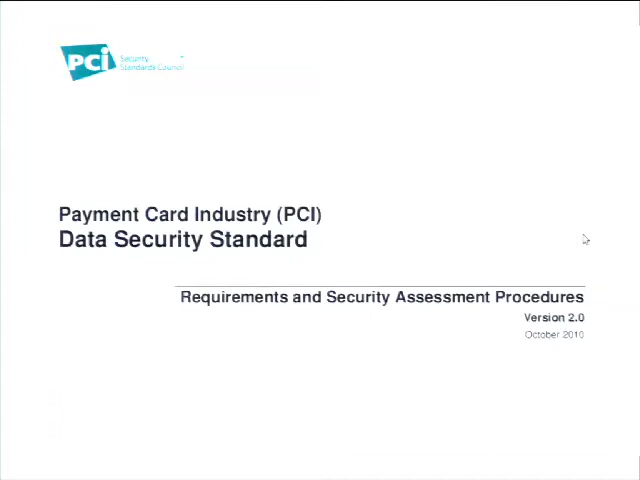 PCI
Security
Standards Council
Payment Card Industry (PCI)
Data Security Standard
Requirements and Security Assessment Procedures
Version 2.0
October 2010